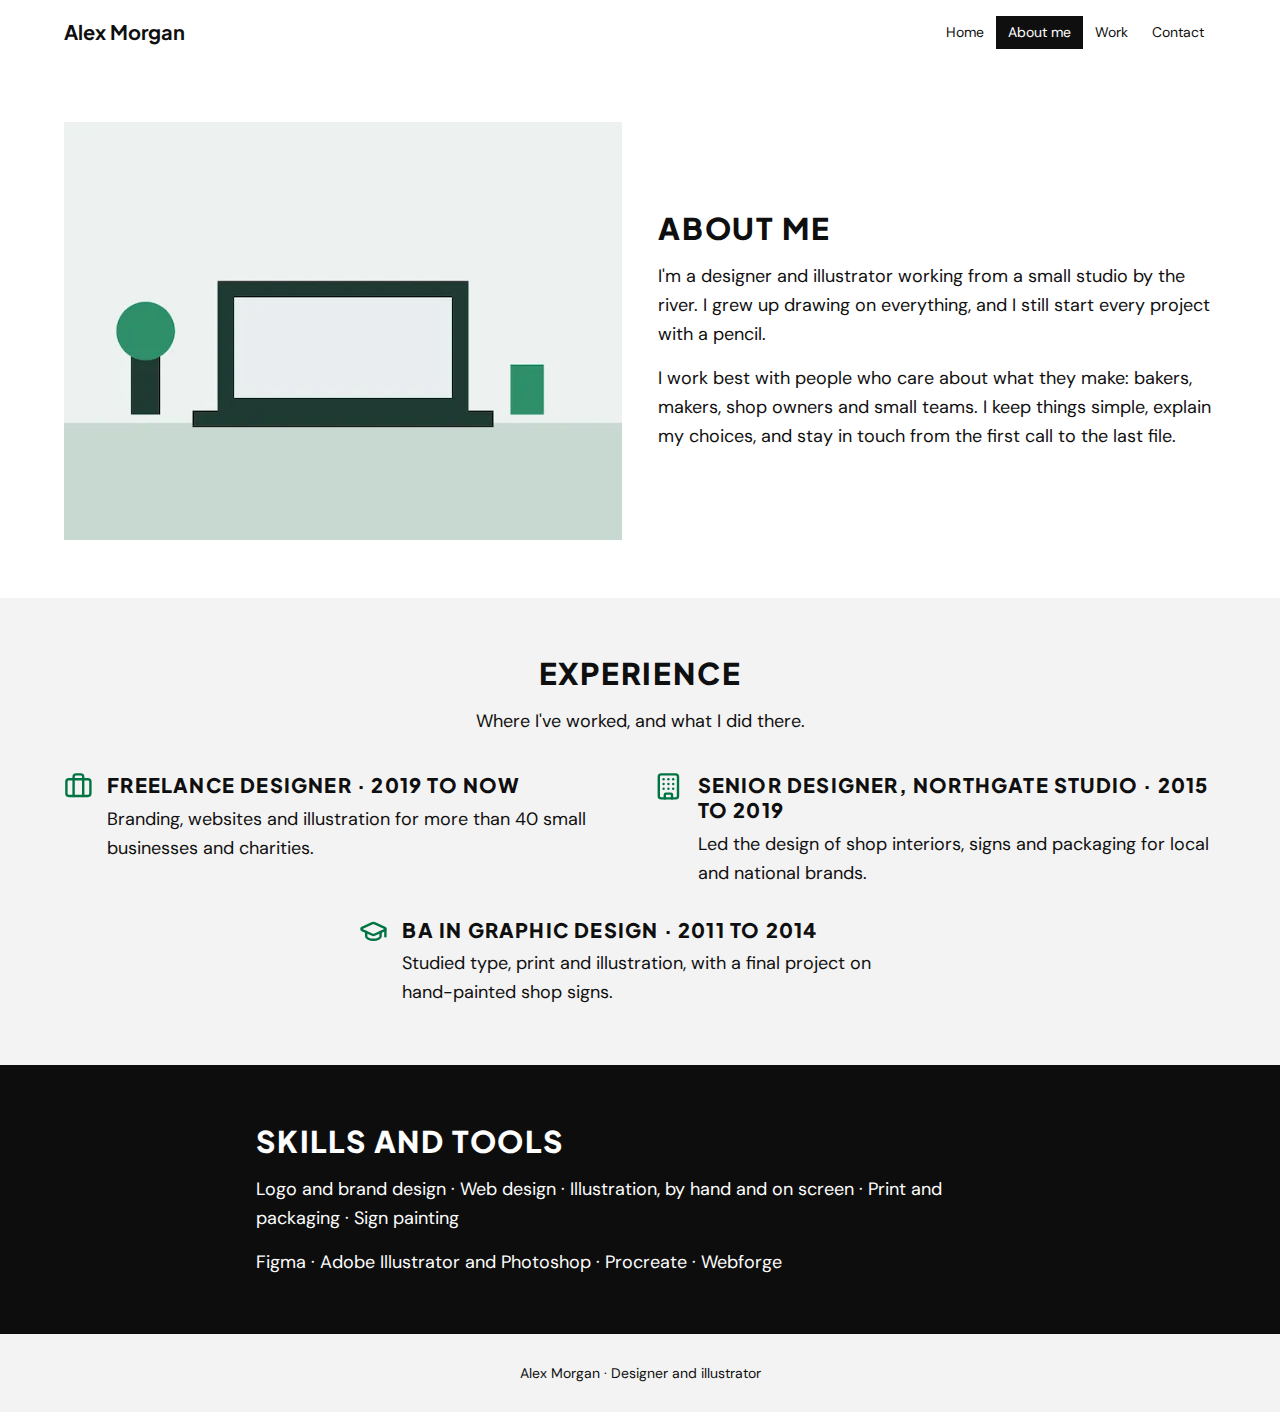 Alex Morgan
Home
About me
Work
Contact
ABOUT ME
I'm a designer and illustrator working from a small studio by the
river. I grew up drawing on everything, and I still start every project
with a pencil.
I work best with people who care about what they make: bakers,
makers, shop owners and small teams. I keep things simple, explain
my choices, and stay in touch from the first call to the last file.
EXPERIENCE
Where I've worked, and what I did there.
FREELANCE DESIGNER · 2019 TO NOW
Branding, websites and illustration for more than 40 small
businesses and charities.
SENIOR DESIGNER, NORTHGATE STUDIO · 2015
TO 2019
Led the design of shop interiors, signs and packaging for local
and national brands.
BA IN GRAPHIC DESIGN · 2011 TO 2014
Studied type, print and illustration, with a final project on
hand-painted shop signs.
SKILLS AND TOOLS
Logo and brand design · Web design · Illustration, by hand and on screen · Print and
packaging · Sign painting
Figma · Adobe Illustrator and Photoshop · Procreate · Webforge
Alex Morgan · Designer and illustrator